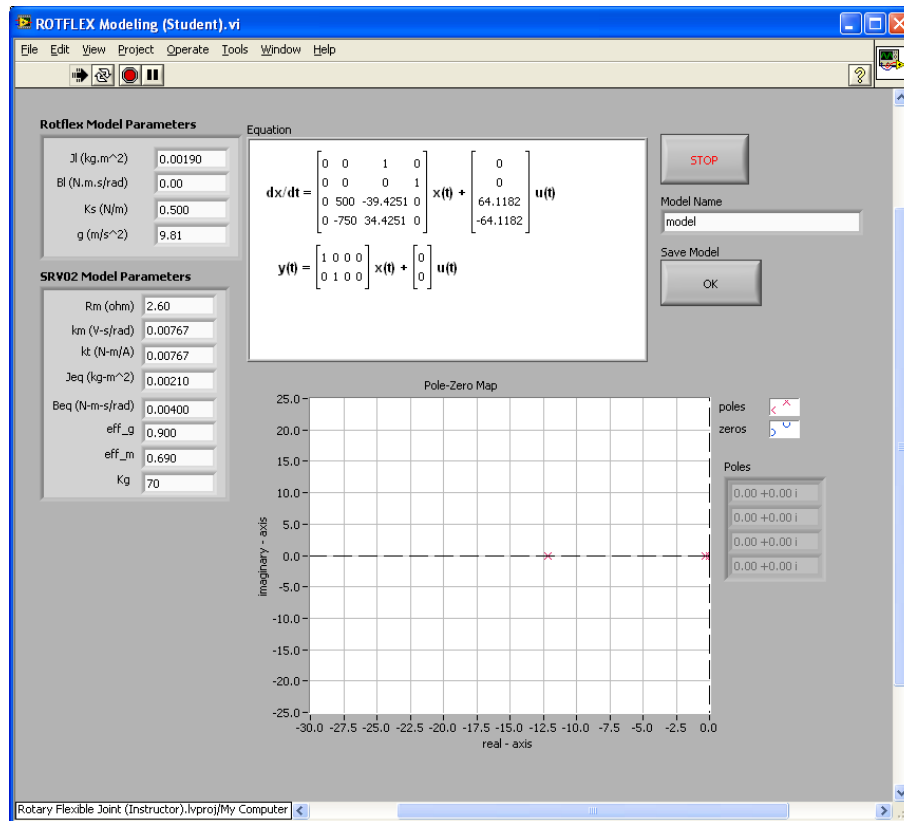 ROTFLEX Modeling (Student).vi
File Edit View Project Operate Tools Window Help
?
Rotflex Model Parameters
Jl (kg.m^2) 0.00190
Bl (N.m.s/rad) 0.00
Ks (N/m) 0.500
g (m/s^2) 9.81
SRV02 Model Parameters
Rm (ohm) 2.60
km (V-s/rad) 0.00767
kt (N-m/A) 0.00767
Jeq (kg-m^2) 0.00210
Beq (N-m-s/rad) 0.00400
eff_g 0.900
eff_m 0.690
Kg 70
Equation
0 0 1 0 0
0 0 0 1 0
dx/dt = x(t) + u(t)
0 500 -39.4251 0 64.1182
0 -750 34.4251 0 -64.1182
y(t) = x(t) + u(t)
1 0 0 0 0
0 1 0 0 0
STOP
Model Name
model
Save Model
OK
Pole-Zero Map
25.0
20.0
15.0
10.0
5.0
0.0
-5.0
-10.0
-15.0
-20.0
-25.0
imaginary - axis
-30.0 -27.5 -25.0 -22.5 -20.0 -17.5 -15.0 -12.5 -10.0 -7.5 -5.0 -2.5 0.0
real - axis
poles
zeros
Poles
0.00 +0.00 i
0.00 +0.00 i
0.00 +0.00 i
0.00 +0.00 i
Rotary Flexible Joint (Instructor).lvproj/My Computer